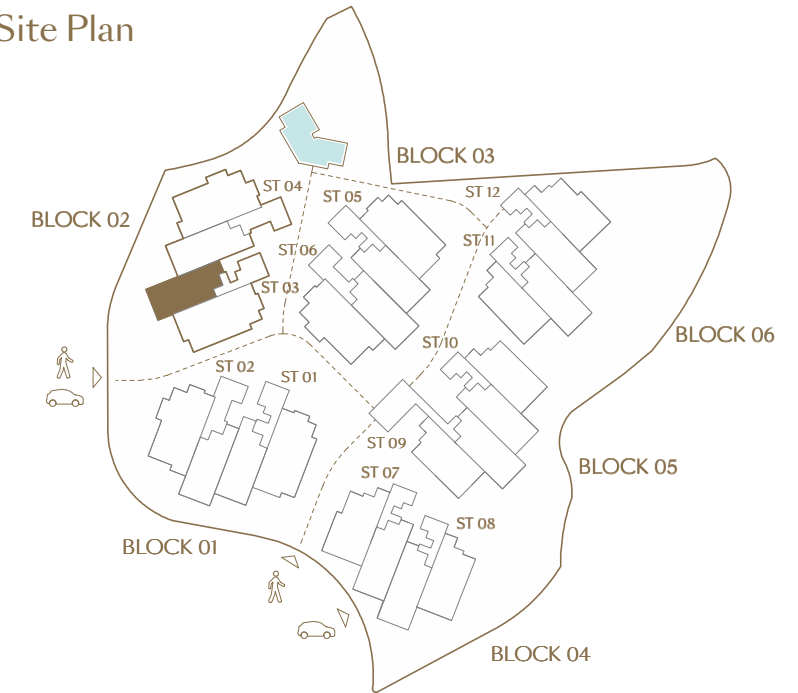 Site Plan
BLOCK 03
ST 04
ST 05
ST 12
BLOCK 02
ST 11
ST 06
ST 03
BLOCK 06
ST 10
ST 02
ST 01
ST 09
BLOCK 05
ST 07
ST 08
BLOCK 01
BLOCK 04